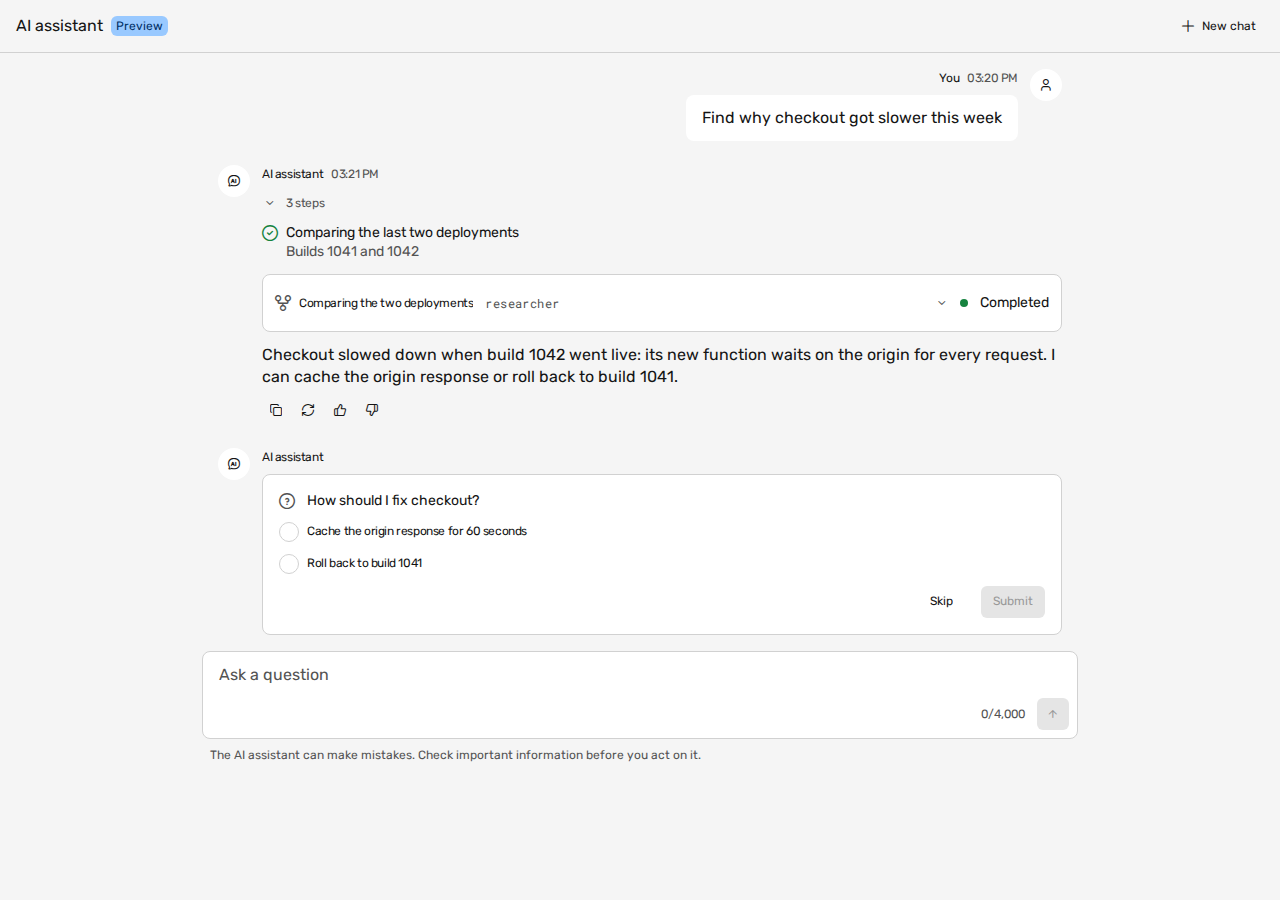 AI assistant Preview
New chat
You 03:20 PM
Find why checkout got slower this week
AI assistant 03:21 PM
3 steps
Comparing the last two deployments
Builds 1041 and 1042
Comparing the two deployments researcher Completed
Checkout slowed down when build 1042 went live: its new function waits on the origin for every request. I
can cache the origin response or roll back to build 1041.
AI assistant
How should I fix checkout?
Cache the origin response for 60 seconds
Roll back to build 1041
Skip Submit
Ask a question
0/4,000
The AI assistant can make mistakes. Check important information before you act on it.